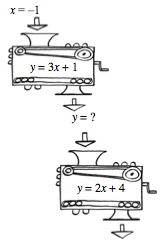 x = –1
y = 3x + 1
y = ?
y = 2x + 4